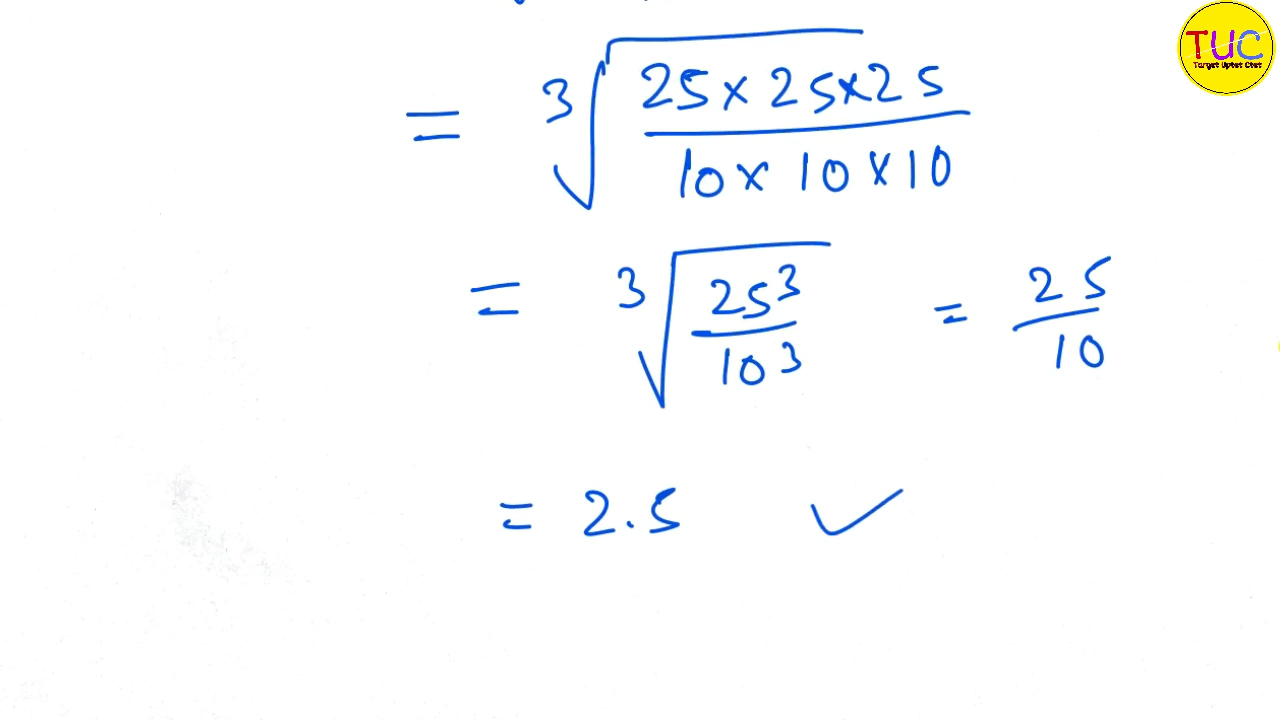 TUC
Target Uptet Ctet
= ³√(25 × 25 × 25 / 10 × 10 × 10)
= ³√(25³ / 10³) = 25 / 10
= 2.5 ✓